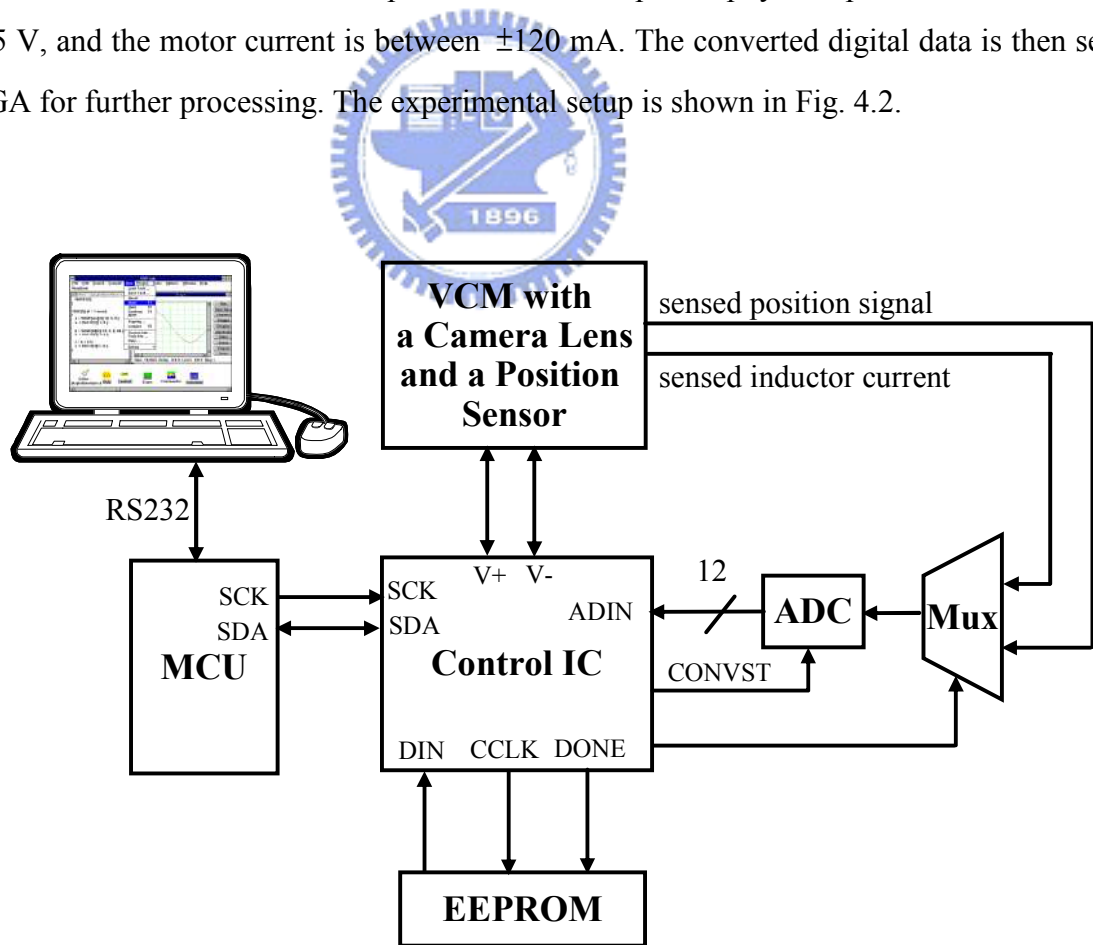 5 V, and the motor current is between ±120 mA. The converted digital data is then se
GA for further processing. The experimental setup is shown in Fig. 4.2.
1896
VCM with
a Camera Lens
and a Position
Sensor
sensed position signal
sensed inductor current
RS232
MCU
SCK
SDA
V+ V-
SCK
SDA
ADIN
Control IC
DIN CCLK DONE
12
ADC
CONVST
Mux
EEPROM